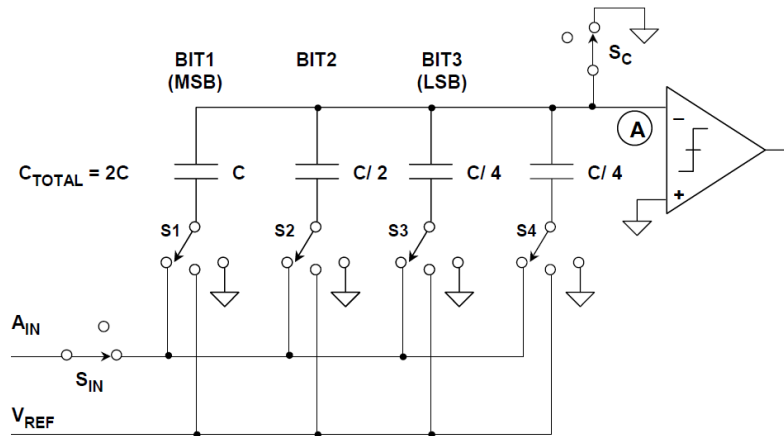 BIT1
(MSB)
BIT2
BIT3
(LSB)
S_C
A
−
+
C_TOTAL = 2C
C
C/ 2
C/ 4
C/ 4
S1
S2
S3
S4
A_IN
S_IN
V_REF